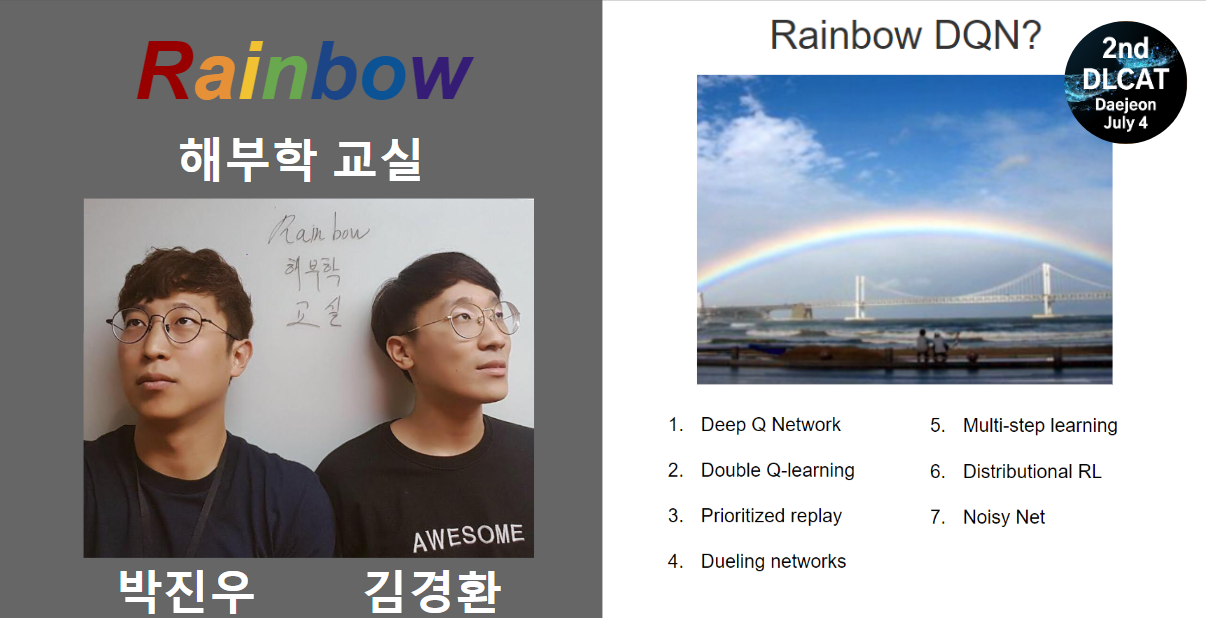 Rainbow
해부학 교실
Rainbow
해부학
교실
박진우 김경환
AWESOME
Rainbow DQN?
2nd
DLCAT
Daejeon
July 4
1. Deep Q Network
2. Double Q-learning
3. Prioritized replay
4. Dueling networks
5. Multi-step learning
6. Distributional RL
7. Noisy Net